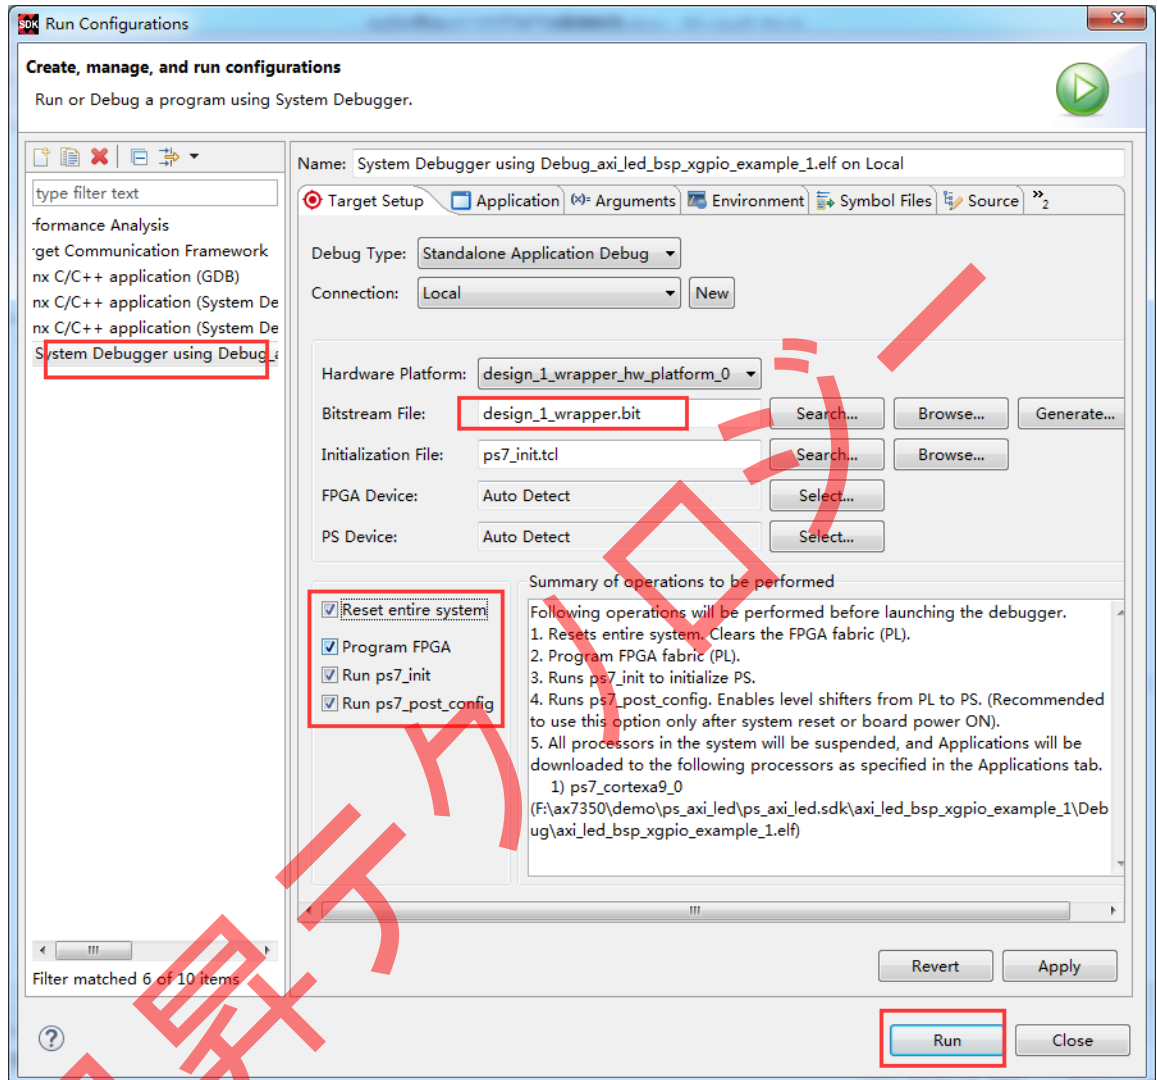 SDK Run Configurations
Create, manage, and run configurations
Run or Debug a program using System Debugger.
type filter text
formance Analysis
get Communication Framework
nx C/C++ application (GDB)
nx C/C++ application (System De
nx C/C++ application (System De
System Debugger using Debug_a
Filter matched 6 of 10 items
Name: System Debugger using Debug_axi_led_bsp_xgpio_example_1.elf on Local
Target Setup Application (x)= Arguments Environment Symbol Files Source »2
Debug Type: Standalone Application Debug
Connection: Local New
Hardware Platform: design_1_wrapper_hw_platform_0
Bitstream File: design_1_wrapper.bit Search... Browse... Generate...
Initialization File: ps7_init.tcl Search... Browse...
FPGA Device: Auto Detect Select...
PS Device: Auto Detect Select...
Reset entire system
Program FPGA
Run ps7_init
Run ps7_post_config
Summary of operations to be performed
Following operations will be performed before launching the debugger.
1. Resets entire system. Clears the FPGA fabric (PL).
2. Program FPGA fabric (PL).
3. Runs ps7_init to initialize PS.
4. Runs ps7_post_config. Enables level shifters from PL to PS. (Recommended
to use this option only after system reset or board power ON).
5. All processors in the system will be suspended, and Applications will be
downloaded to the following processors as specified in the Applications tab.
1) ps7_cortexa9_0
(F:\ax7350\demo\ps_axi_led\ps_axi_led.sdk\axi_led_bsp_xgpio_example_1\Deb
ug\axi_led_bsp_xgpio_example_1.elf)
Revert Apply
Run Close
昇テクノロジー